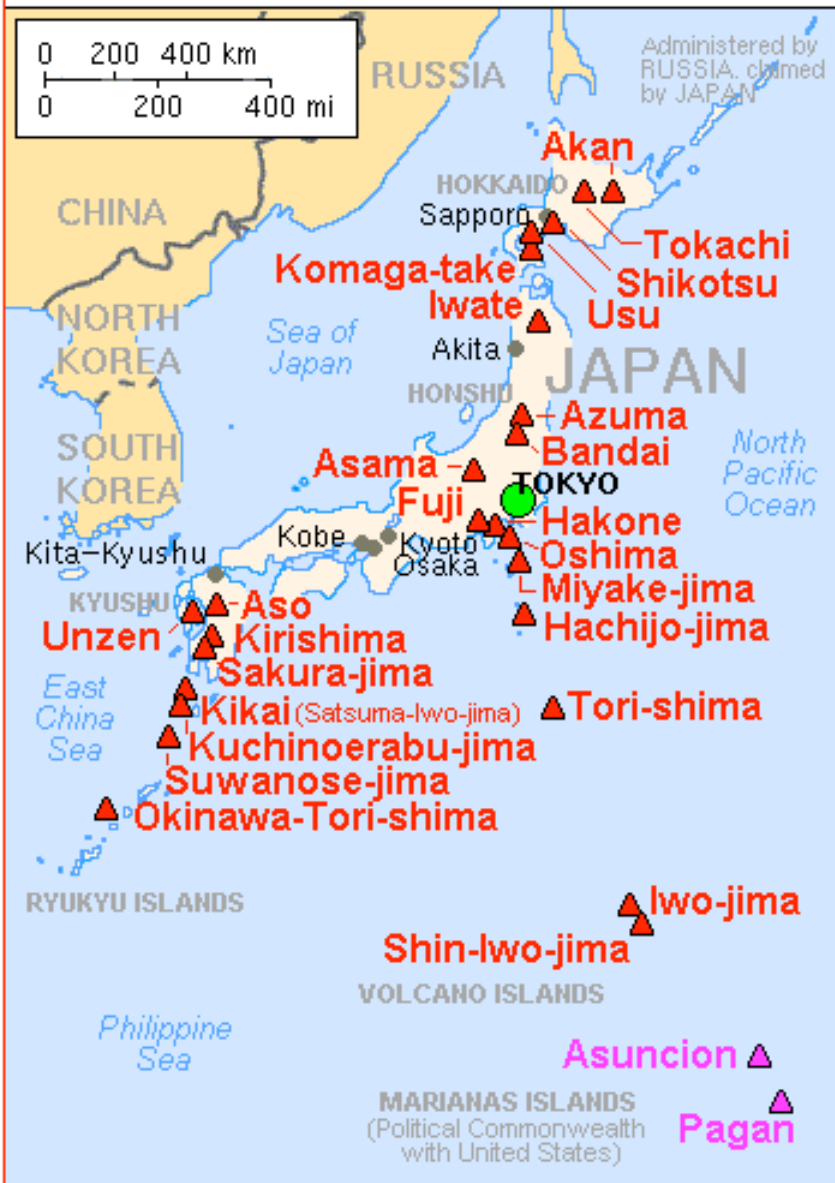 0 200 400 km
0 200 400 mi
RUSSIA
Administered by
RUSSIA. claimed
by JAPAN
Akan
HOKKAIDO
CHINA
Sapporo
Tokachi
Komaga-take
Shikotsu
Iwate
Usu
NORTH
KOREA
Sea of
Japan
Akita
JAPAN
HONSHU
Azuma
Bandai
SOUTH
KOREA
North
Pacific
Ocean
Asama
TOKYO
Fuji
Hakone
Kobe
Kyoto
Osaka
Oshima
Kita-Kyushu
Miyake-jima
KYUSHU
Aso
Hachijo-jima
Unzen
Kirishima
Sakura-jima
East
China
Sea
Kikai (Satsuma-Iwo-jima)
Tori-shima
Kuchinoerabu-jima
Suwanose-jima
Okinawa-Tori-shima
RYUKYU ISLANDS
Iwo-jima
Shin-Iwo-jima
VOLCANO ISLANDS
Philippine
Sea
Asuncion
MARIANAS ISLANDS
(Political Commonwealth
with United States)
Pagan